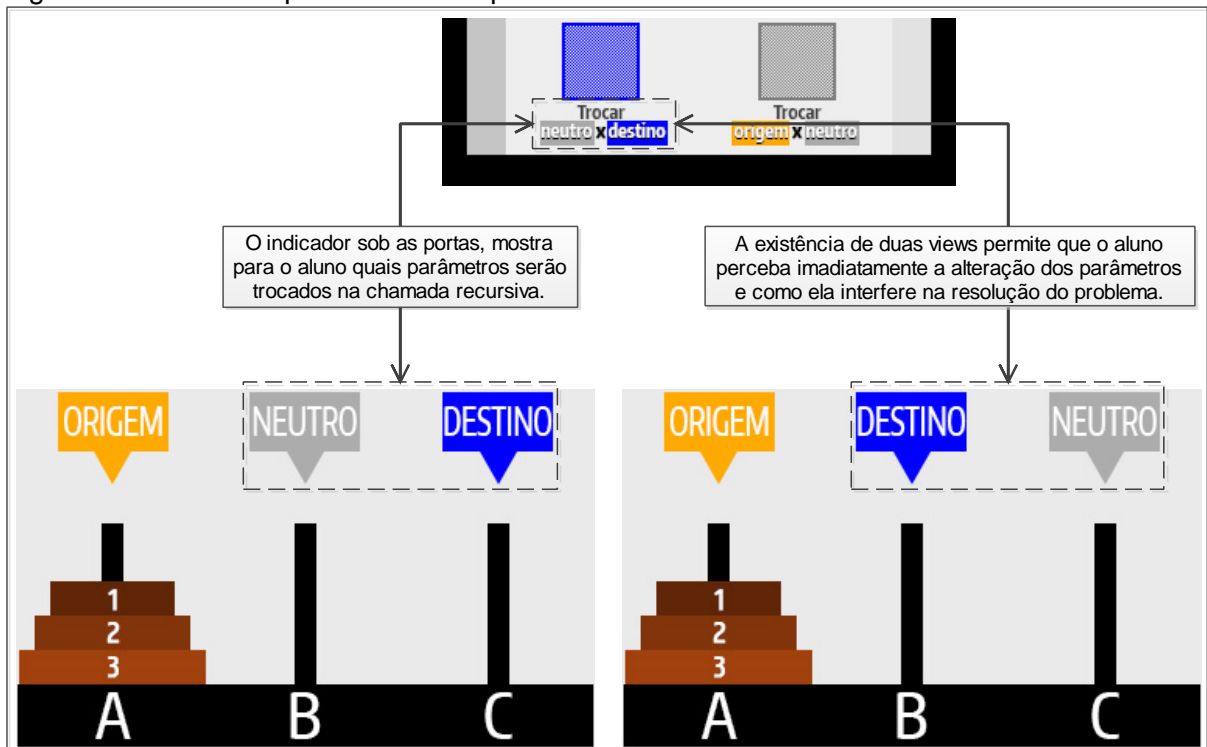 Trocar
neutro x destino
Trocar
origem x neutro
O indicador sob as portas, mostra
para o aluno quais parâmetros serão
trocados na chamada recursiva.
A existência de duas views permite que o aluno
perceba imadiatamente a alteração dos parâmetros
e como ela interfere na resolução do problema.
ORIGEM NEUTRO DESTINO
1
2
3
A B C
ORIGEM DESTINO NEUTRO
1
2
3
A B C